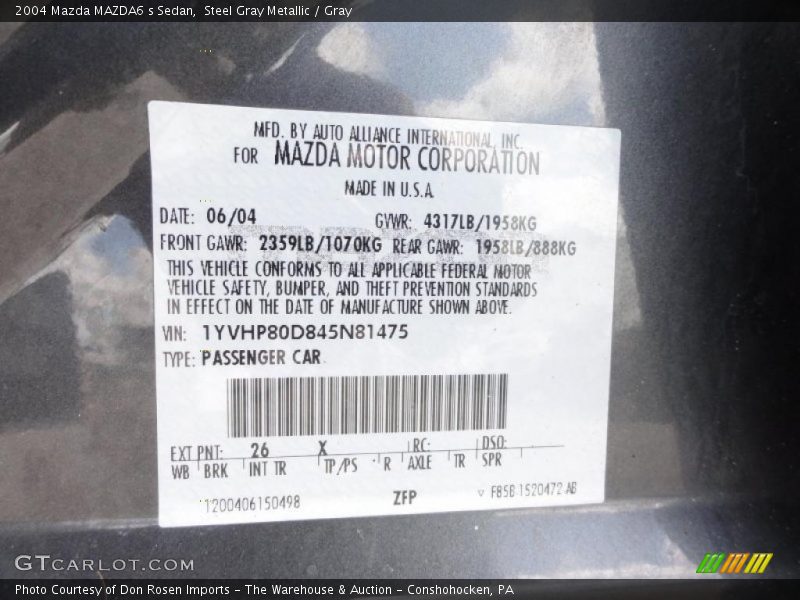 2004 Mazda MAZDA6 s Sedan,  Steel Gray Metallic / Gray
MFD. BY AUTO ALLIANCE INTERNATIONAL, INC.
FOR MAZDA MOTOR CORPORATION
MADE IN U.S.A
DATE: 06/04 GVWR: 4317LB/1958KG
FRONT GAWR: 2359LB/1070KG REAR GAWR: 1958LB/888KG
THIS VEHICLE CONFORMS TO ALL APPLICABLE FEDERAL MOTOR
VEHICLE SAFETY, BUMPER, AND THEFT PREVENTION STANDARDS
IN EFFECT ON THE DATE OF MANUFACTURE SHOWN ABOVE.
VIN: 1YVHP80D845N81475
TYPE: PASSENGER CAR
EXT PNT: 26 X RC: DSO:
WB BRK INT TR TP/PS R AXLE TR SPR
1200406150498 ZFP F85B 1520472 AB
GTCARLOT.COM
Photo Courtesy of Don Rosen Imports – The Warehouse & Auction – Conshohocken, PA